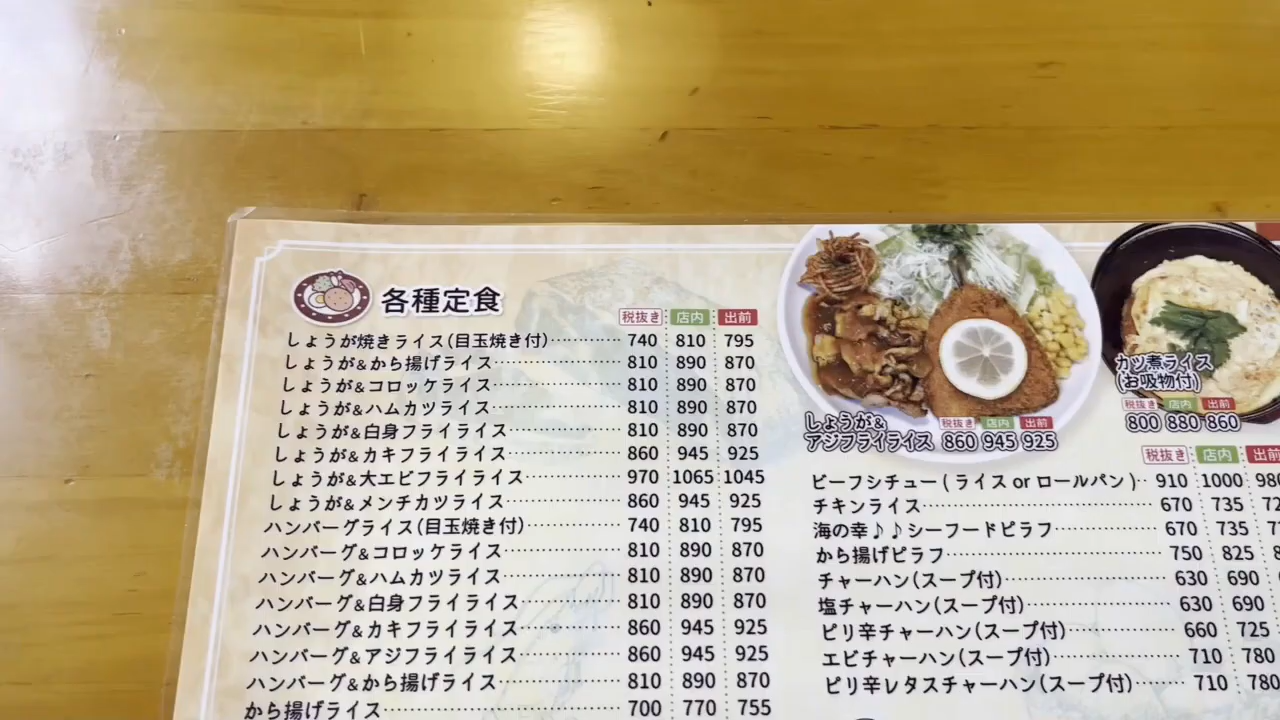 各種定食
税抜き 店内 出前
しょうが焼きライス(目玉焼き付) 740 810 795
しょうが&から揚げライス 810 890 870
しょうが&コロッケライス 810 890 870
しょうが&ハムカツライス 810 890 870
しょうが&白身フライライス 810 890 870
しょうが&カキフライライス 860 945 925
しょうが&大エビフライライス 970 1065 1045
しょうが&メンチカツライス 860 945 925
ハンバーグライス(目玉焼き付) 740 810 795
ハンバーグ&コロッケライス 810 890 870
ハンバーグ&ハムカツライス 810 890 870
ハンバーグ&白身フライライス 810 890 870
ハンバーグ&カキフライライス 860 945 925
ハンバーグ&アジフライライス 860 945 925
ハンバーグ&から揚げライス 810 890 870
から揚げライス 700 770 755
しょうが&
アジフライライス
税抜き 店内 出前
860 945 925
カツ煮ライス
(お吸物付)
税抜き 店内 出前
800 880 860
税抜き 店内 出前
ビーフシチュー(ライス or ロールパン) 910 1000 980
チキンライス 670 735
海の幸♪♪シーフードピラフ 670 735
から揚げピラフ 750 825
チャーハン(スープ付) 630 690
塩チャーハン(スープ付) 630 690
ピリ辛チャーハン(スープ付) 660 725
エビチャーハン(スープ付) 710 780
ピリ辛レタスチャーハン(スープ付) 710 780